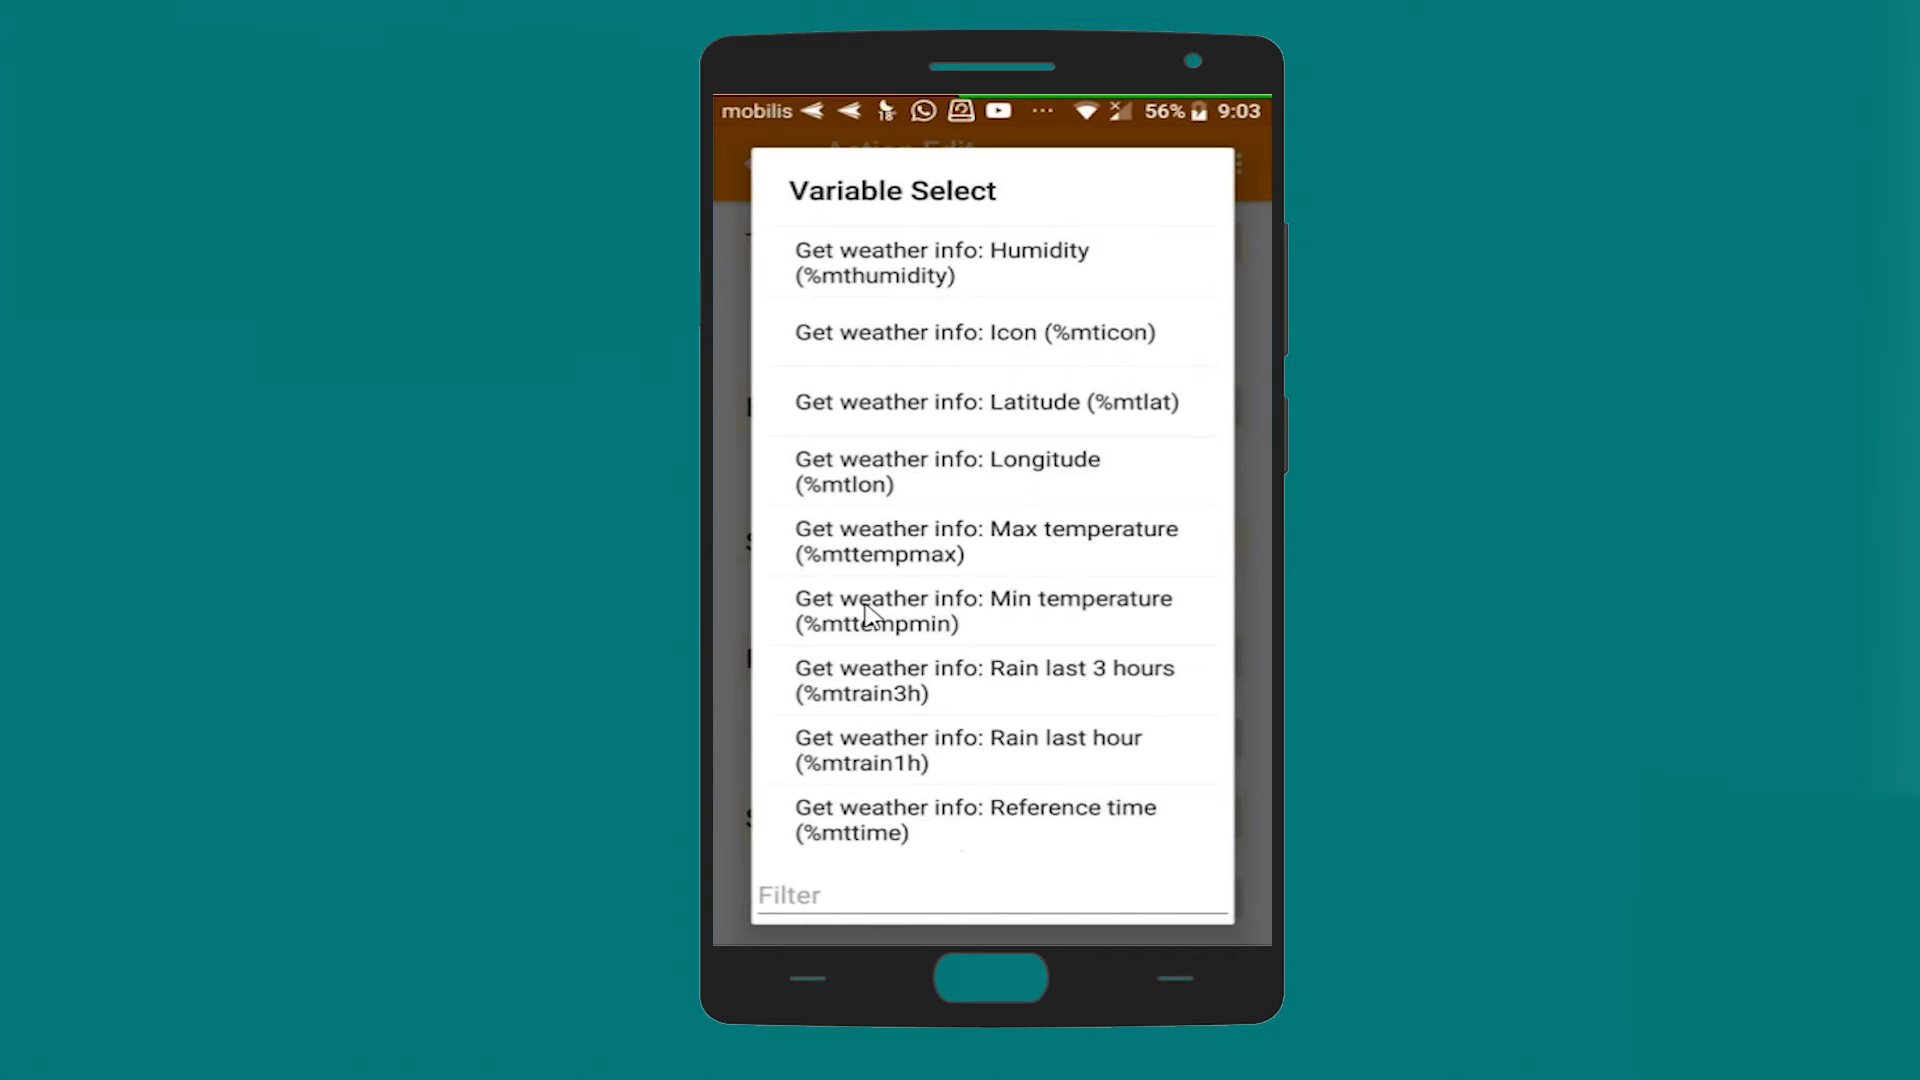 mobilis 18° ... 56% 9:03
Action Edit
Variable Select
Get weather info: Humidity
(%mthumidity)
Get weather info: Icon (%mticon)
Get weather info: Latitude (%mtlat)
Get weather info: Longitude
(%mtlon)
Get weather info: Max temperature
(%mttempmax)
Get weather info: Min temperature
(%mttempmin)
Get weather info: Rain last 3 hours
(%mtrain3h)
Get weather info: Rain last hour
(%mtrain1h)
Get weather info: Reference time
(%mttime)
Filter